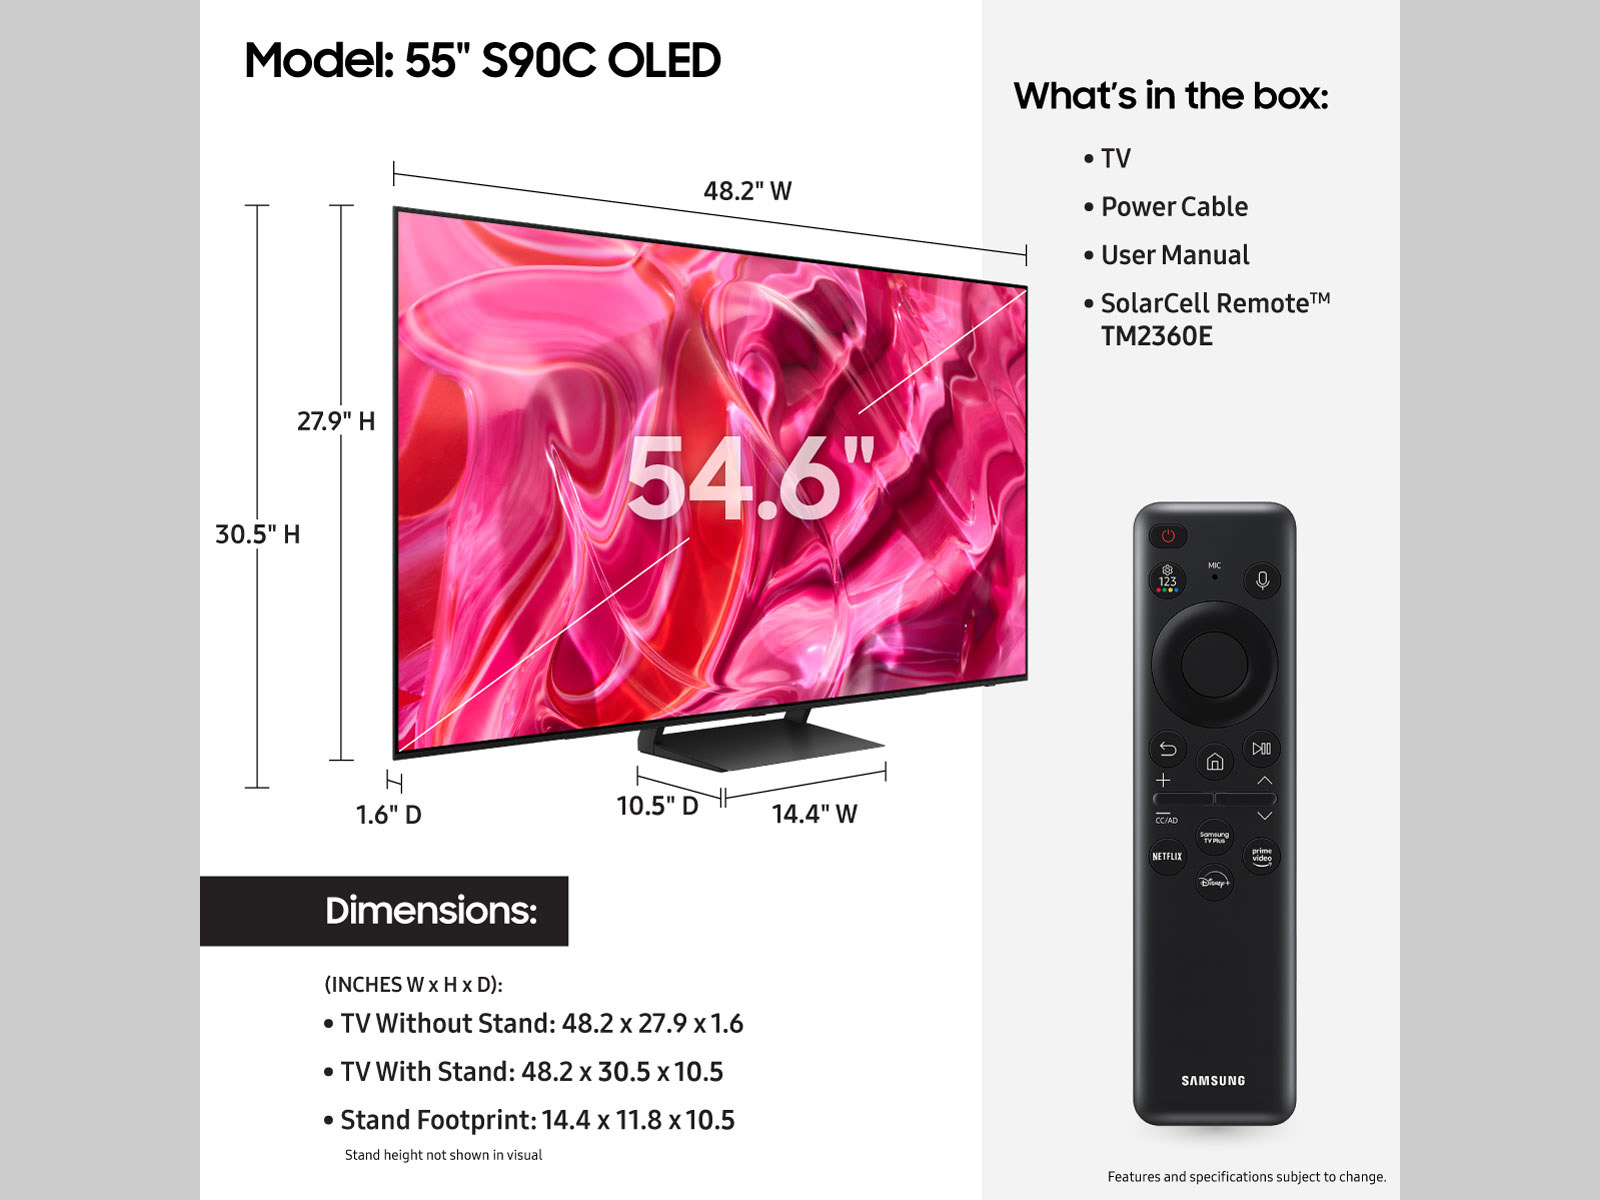 Model: 55" S90C OLED
What's in the box:
• TV
• Power Cable
• User Manual
• SolarCell Remote™
TM2360E
48.2" W
27.9" H
30.5" H
54.6"
1.6" D
10.5" D
14.4" W
MIC
123
CC/AD
Samsung
TV Plus
NETFLIX
prime
video
Disney+
SAMSUNG
Dimensions:
(INCHES W x H x D):
• TV Without Stand: 48.2 x 27.9 x 1.6
• TV With Stand: 48.2 x 30.5 x 10.5
• Stand Footprint: 14.4 x 11.8 x 10.5
Stand height not shown in visual
Features and specifications subject to change.